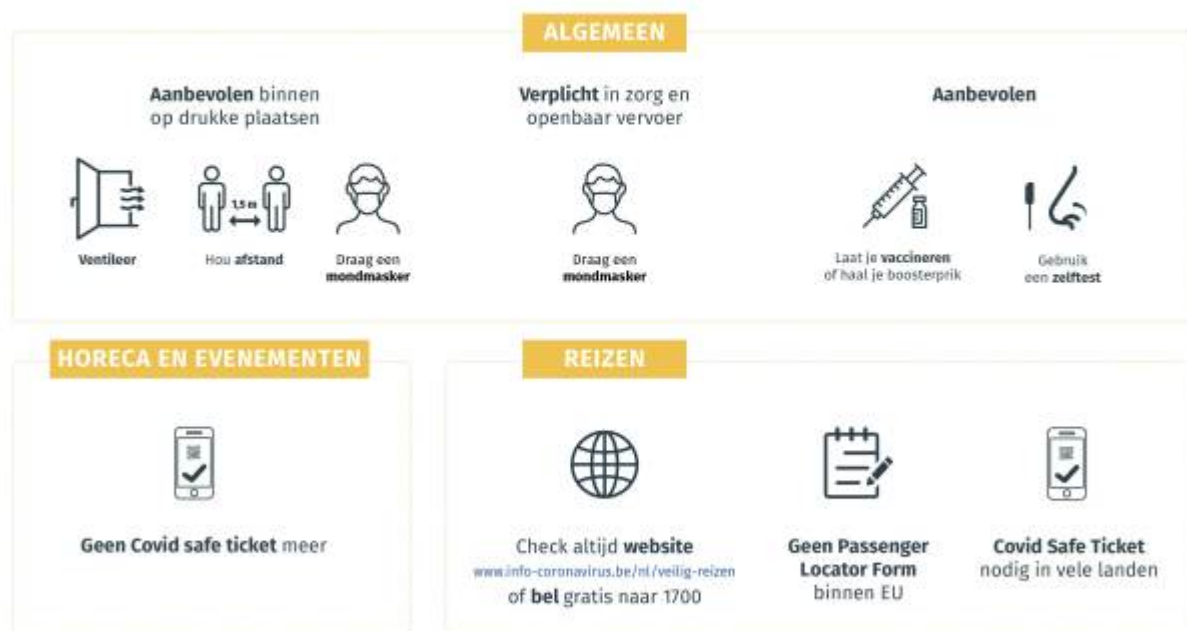 ALGEMEEN
Aanbevolen binnen
op drukke plaatsen
Ventileer
1,5 m
Hou afstand
Draag een
mondmasker
Verplicht in zorg en
openbaar vervoer
Draag een
mondmasker
Aanbevolen
Laat je vaccineren
of haal je boosterprik
Gebruik
een zelftest
HORECA EN EVENEMENTEN
Geen Covid safe ticket meer
REIZEN
Check altijd website
www.info-coronavirus.be/nl/veilig-reizen
of bel gratis naar 1700
Geen Passenger
Locator Form
binnen EU
Covid Safe Ticket
nodig in vele landen